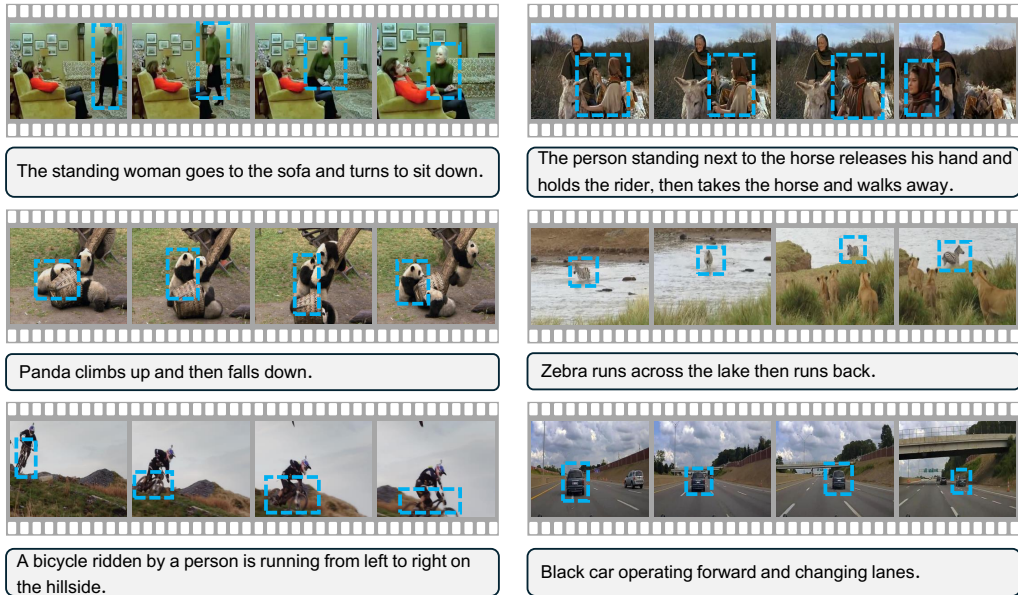 The standing woman goes to the sofa and turns to sit down.
The person standing next to the horse releases his hand and
holds the rider, then takes the horse and walks away.
Panda climbs up and then falls down.
Zebra runs across the lake then runs back.
A bicycle ridden by a person is running from left to right on
the hillside.
Black car operating forward and changing lanes.